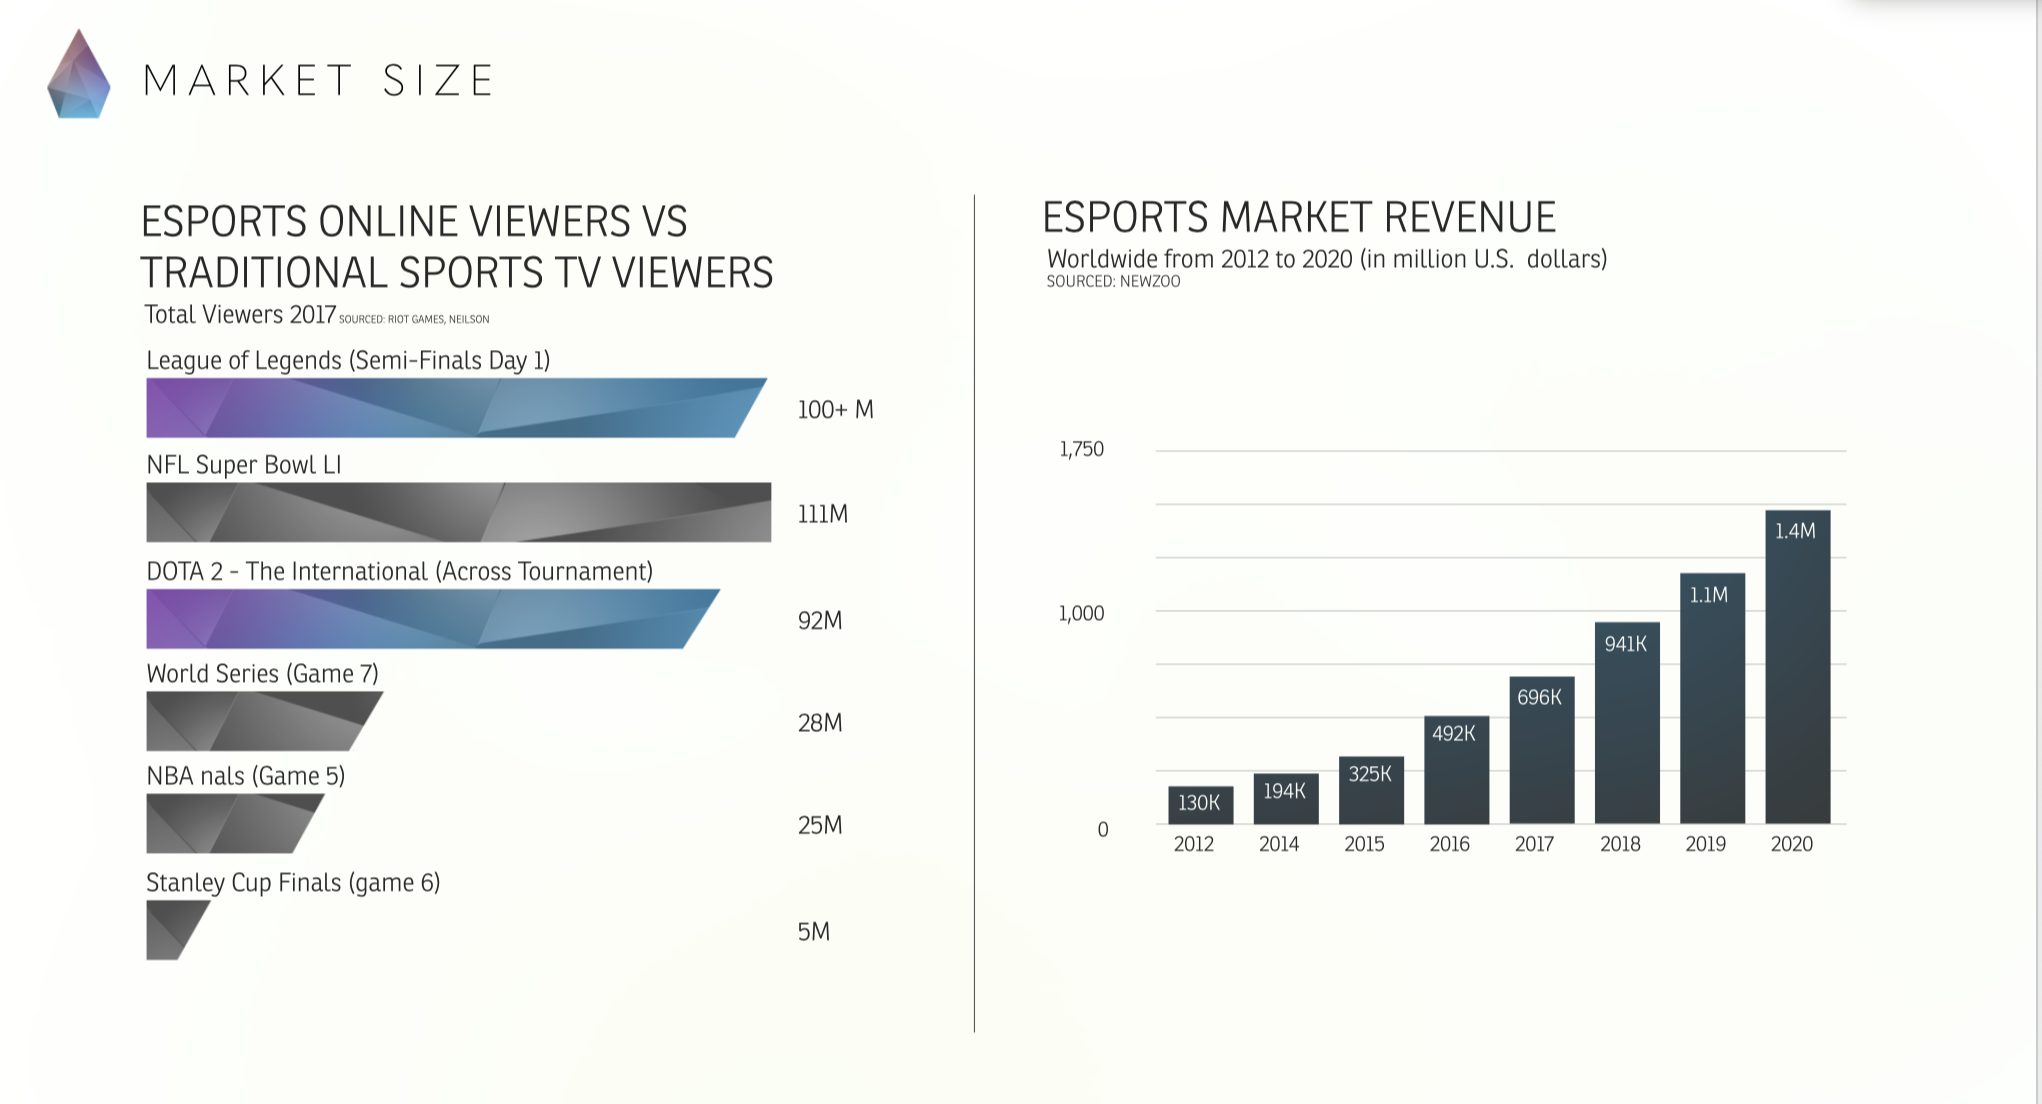 MARKET SIZE
ESPORTS ONLINE VIEWERS VS
TRADITIONAL SPORTS TV VIEWERS
Total Viewers 2017 SOURCED: RIOT GAMES, NEILSON
League of Legends (Semi-Finals Day 1)
100+ M
NFL Super Bowl LI
111M
DOTA 2 - The International (Across Tournament)
92M
World Series (Game 7)
28M
NBA nals (Game 5)
25M
Stanley Cup Finals (game 6)
5M
ESPORTS MARKET REVENUE
Worldwide from 2012 to 2020 (in million U.S. dollars)
SOURCED: NEWZOO
1,750
1,000
0
130K
194K
325K
492K
696K
941K
1.1M
1.4M
2012 2014 2015 2016 2017 2018 2019 2020